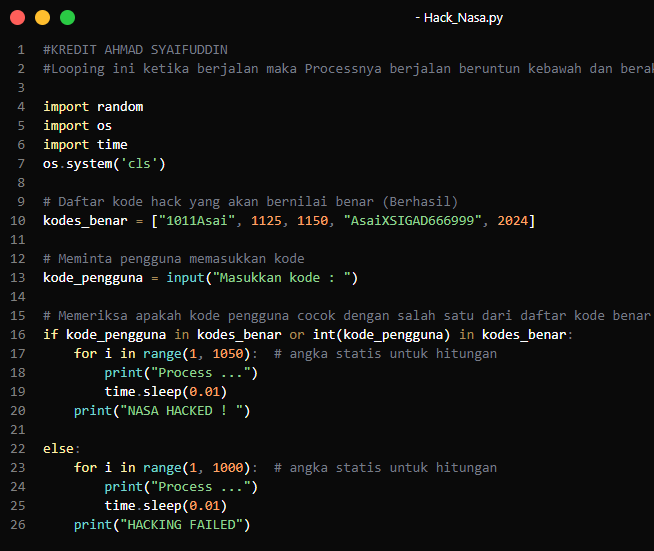 - Hack_Nasa.py
1 #KREDIT AHMAD SYAIFUDDIN
2 #Looping ini ketika berjalan maka Processnya berjalan beruntun kebawah dan
3
4 import random
5 import os
6 import time
7 os.system('cls')
8
9 # Daftar kode hack yang akan bernilai benar (Berhasil)
10 kodes_benar = ["1011Asai", 1125, 1150, "AsaiXSIGAD666999", 2024]
11
12 # Meminta pengguna memasukkan kode
13 kode_pengguna = input("Masukkan kode : ")
14
15 # Memeriksa apakah kode pengguna cocok dengan salah satu dari daftar kode benar
16 if kode_pengguna in kodes_benar or int(kode_pengguna) in kodes_benar:
17     for i in range(1, 1050):  # angka statis untuk hitungan
18         print("Process ...")
19         time.sleep(0.01)
20     print("NASA HACKED ! ")
21
22 else:
23     for i in range(1, 1000):  # angka statis untuk hitungan
24         print("Process ...")
25         time.sleep(0.01)
26     print("HACKING FAILED")